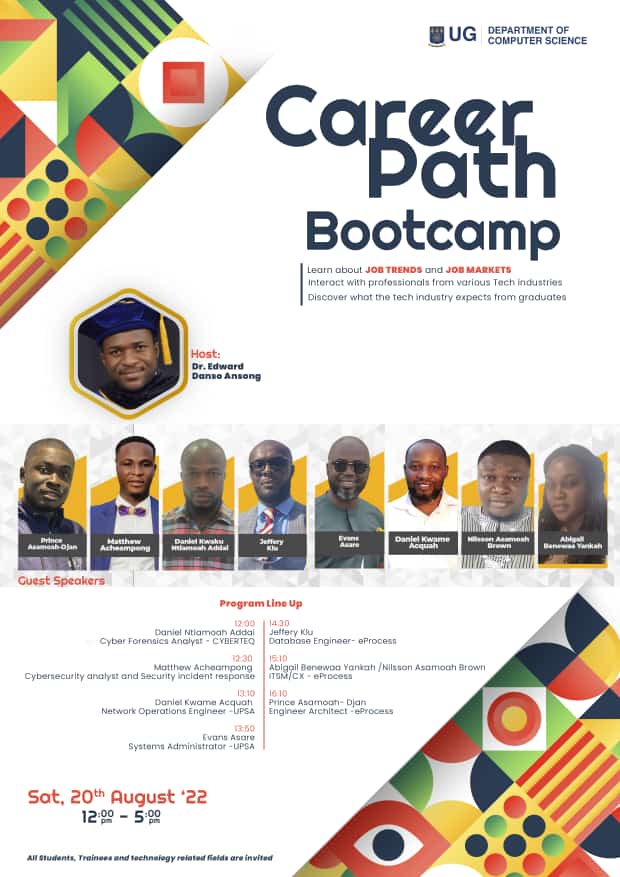 UG
DEPARTMENT OF
COMPUTER SCIENCE
Career
Path
Bootcamp
Learn about JOB TRENDS and JOB MARKETS
Interact with professionals from various Tech industries
Discover what the tech industry expects from graduates
Host:
Dr. Edward
Danso Ansong
Prince
Asamosh-Djan
Matthew
Acheampong
Daniel Kwaku
Ntiamoah Addai
Jeffery
Klu
Evans
Asare
Daniel Kwame
Acquah
Nilsson Asamoah
Brown
Abigail
Benewaa Yankah
Guest Speakers
Program Line Up
12:00
Daniel Ntiamoah Addai
Cyber Forensics Analyst - CYBERTEQ
12:30
Matthew Acheampong
Cybersecurity analyst and Security incident response
13:10
Daniel Kwame Acquah
Network Operations Engineer -UPSA
13:50
Evans Asare
Systems Administrator -UPSA
14:30
Jeffery Klu
Database Engineer- eProcess
15:10
Abigail Benewaa Yankah /Nilsson Asamoah Brown
ITSM/CX - eProcess
16:10
Prince Asamoah- Djan
Engineer Architect -eProcess
Sat, 20th August ‘22
12:00 pm - 5:00 pm
All Students, Trainees and technology related fields are invited